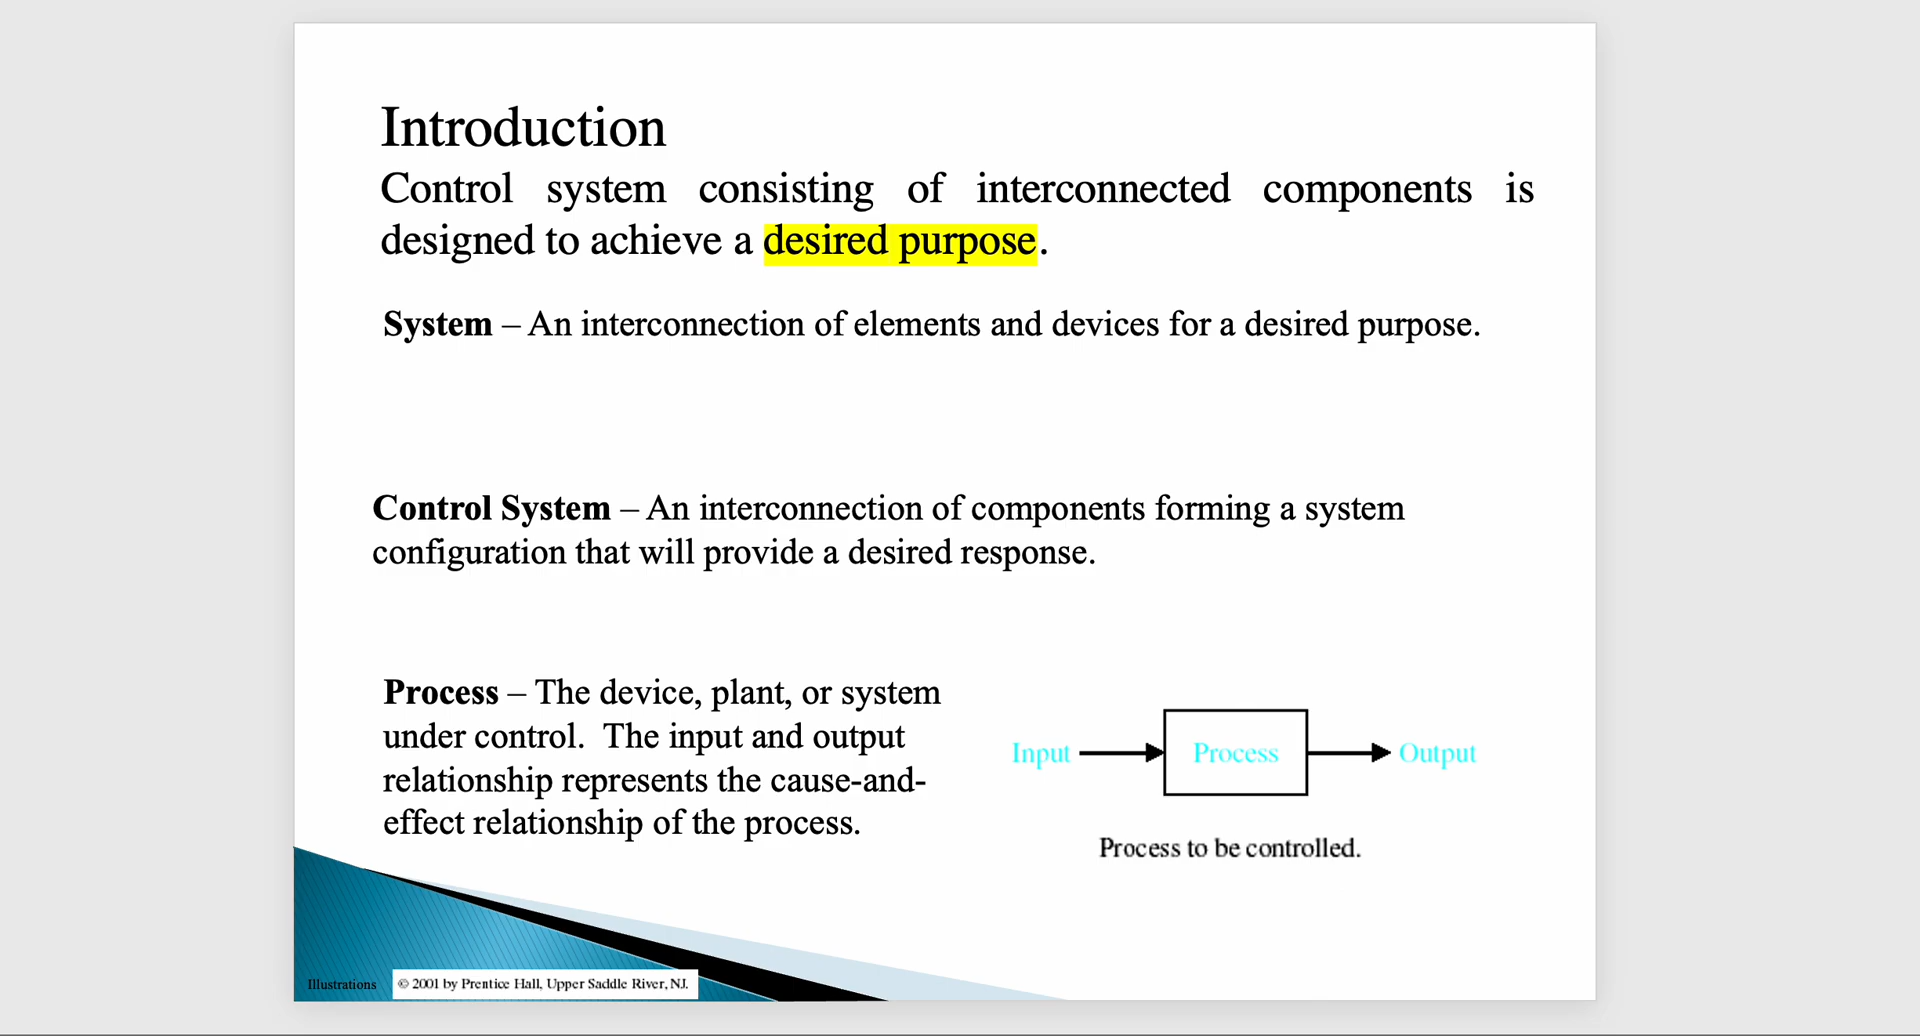 Introduction
Control system consisting of interconnected components is
designed to achieve a desired purpose.
System – An interconnection of elements and devices for a desired purpose.
Control System – An interconnection of components forming a system
configuration that will provide a desired response.
Process – The device, plant, or system
under control.  The input and output
relationship represents the cause-and-
effect relationship of the process.
Input Process Output
Process to be controlled.
Illustrations © 2001 by Prentice Hall, Upper Saddle River, NJ.